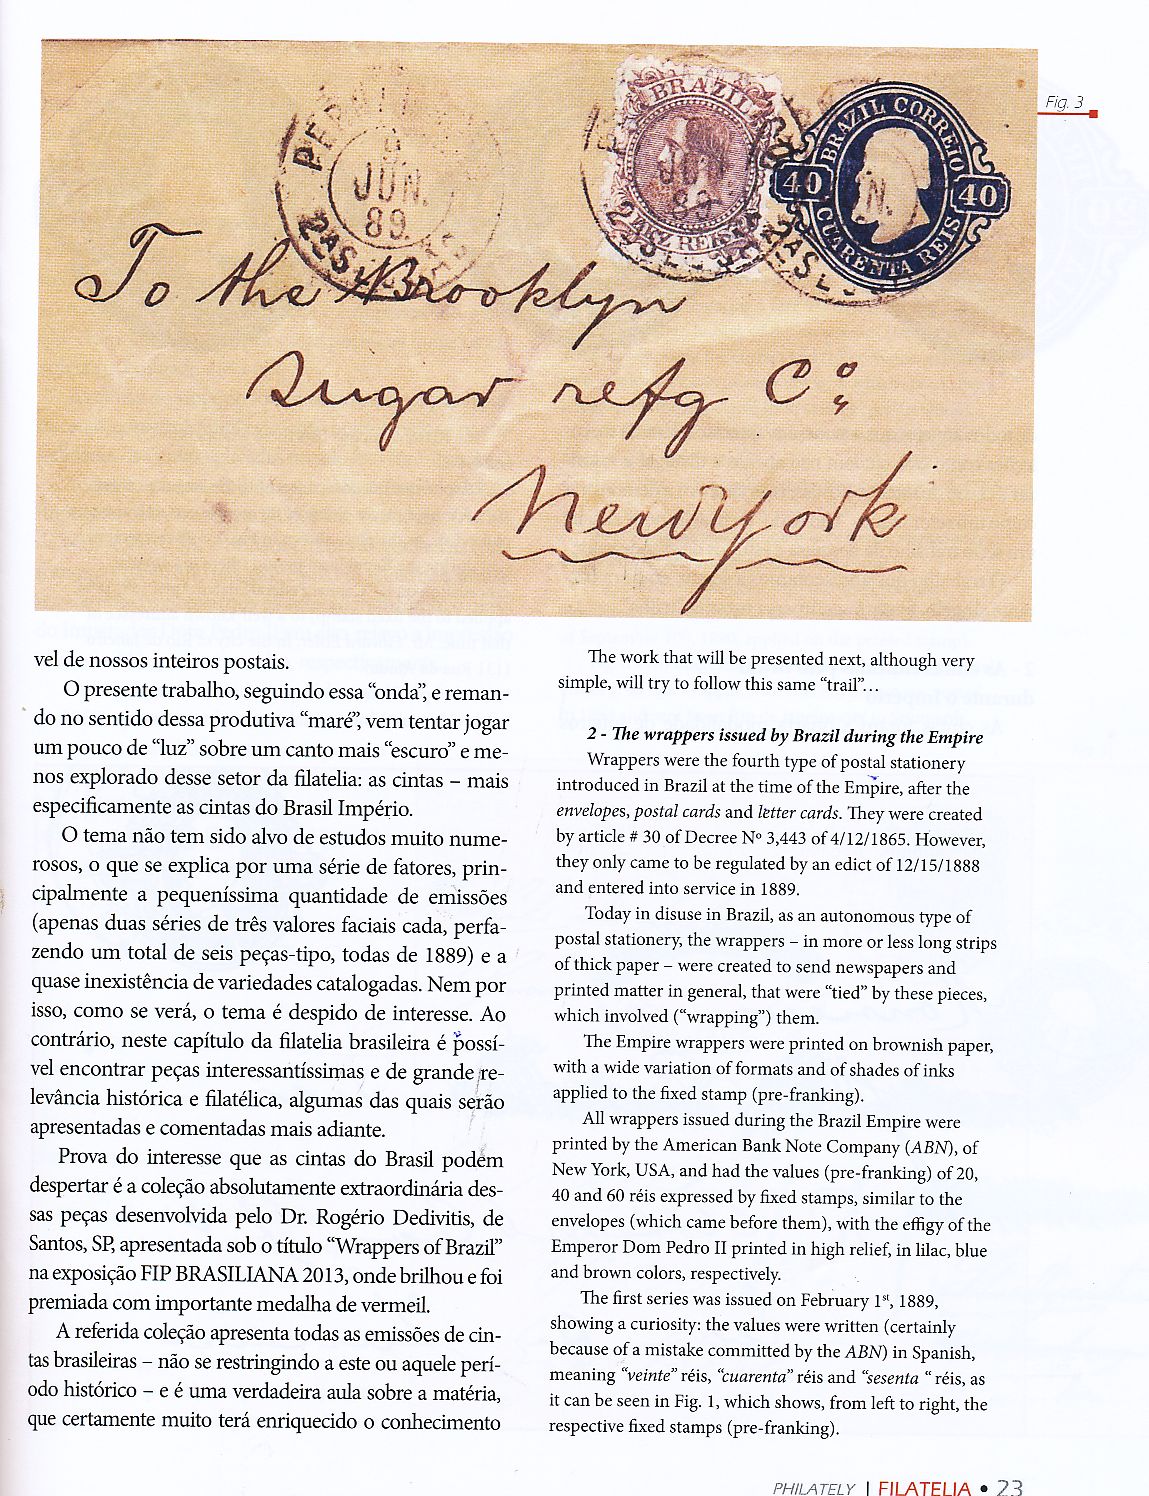 Fig. 3
PERN
9
JUN.
89
2ASE
BRAZIL
JUN
89
REIS
2
SE
BRAZIL CORREIO
40
40
CUARENTA REIS
2ASE
To the Brooklyn
Sugar refg Co,
New York
vel de nossos inteiros postais.
O presente trabalho, seguindo essa “onda”, e reman-
do no sentido dessa produtiva “maré”, vem tentar jogar
um pouco de “luz” sobre um canto mais “escuro” e me-
nos explorado desse setor da filatelia: as cintas – mais
especificamente as cintas do Brasil Império.
O tema não tem sido alvo de estudos muito nume-
rosos, o que se explica por uma série de fatores, prin-
cipalmente a pequeníssima quantidade de emissões
(apenas duas séries de três valores faciais cada, perfa-
zendo um total de seis peças-tipo, todas de 1889) e a
quase inexistência de variedades catalogadas. Nem por
isso, como se verá, o tema é despido de interesse. Ao
contrário, neste capítulo da filatelia brasileira é possí-
vel encontrar peças interessantíssimas e de grande re-
levância histórica e filatélica, algumas das quais serão
apresentadas e comentadas mais adiante.
Prova do interesse que as cintas do Brasil podem
despertar é a coleção absolutamente extraordinária des-
sas peças desenvolvida pelo Dr. Rogério Dedivitis, de
Santos, SP, apresentada sob o título “Wrappers of Brazil”
na exposição FIP BRASILIANA 2013, onde brilhou e foi
premiada com importante medalha de vermeil.
A referida coleção apresenta todas as emissões de cin-
tas brasileiras – não se restringindo a este ou aquele perí-
odo histórico – e é uma verdadeira aula sobre a matéria,
que certamente muito terá enriquecido o conhecimento
The work that will be presented next, although very
simple, will try to follow this same “trail”...
2 - The wrappers issued by Brazil during the Empire
Wrappers were the fourth type of postal stationery
introduced in Brazil at the time of the Empire, after the
envelopes, postal cards and letter cards. They were created
by article # 30 of Decree Nº 3,443 of 4/12/1865. However,
they only came to be regulated by an edict of 12/15/1888
and entered into service in 1889.
Today in disuse in Brazil, as an autonomous type of
postal stationery, the wrappers – in more or less long strips
of thick paper – were created to send newspapers and
printed matter in general, that were “tied” by these pieces,
which involved (“wrapping”) them.
The Empire wrappers were printed on brownish paper,
with a wide variation of formats and of shades of inks
applied to the fixed stamp (pre-franking).
All wrappers issued during the Brazil Empire were
printed by the American Bank Note Company (ABN), of
New York, USA, and had the values (pre-franking) of 20,
40 and 60 réis expressed by fixed stamps, similar to the
envelopes (which came before them), with the effigy of the
Emperor Dom Pedro II printed in high relief, in lilac, blue
and brown colors, respectively.
The first series was issued on February 1st, 1889,
showing a curiosity: the values were written (certainly
because of a mistake committed by the ABN) in Spanish,
meaning “veinte” réis, “cuarenta” réis and “sesenta “ réis, as
it can be seen in Fig. 1, which shows, from left to right, the
respective fixed stamps (pre-franking).
PHILATELY | FILATELIA • 23